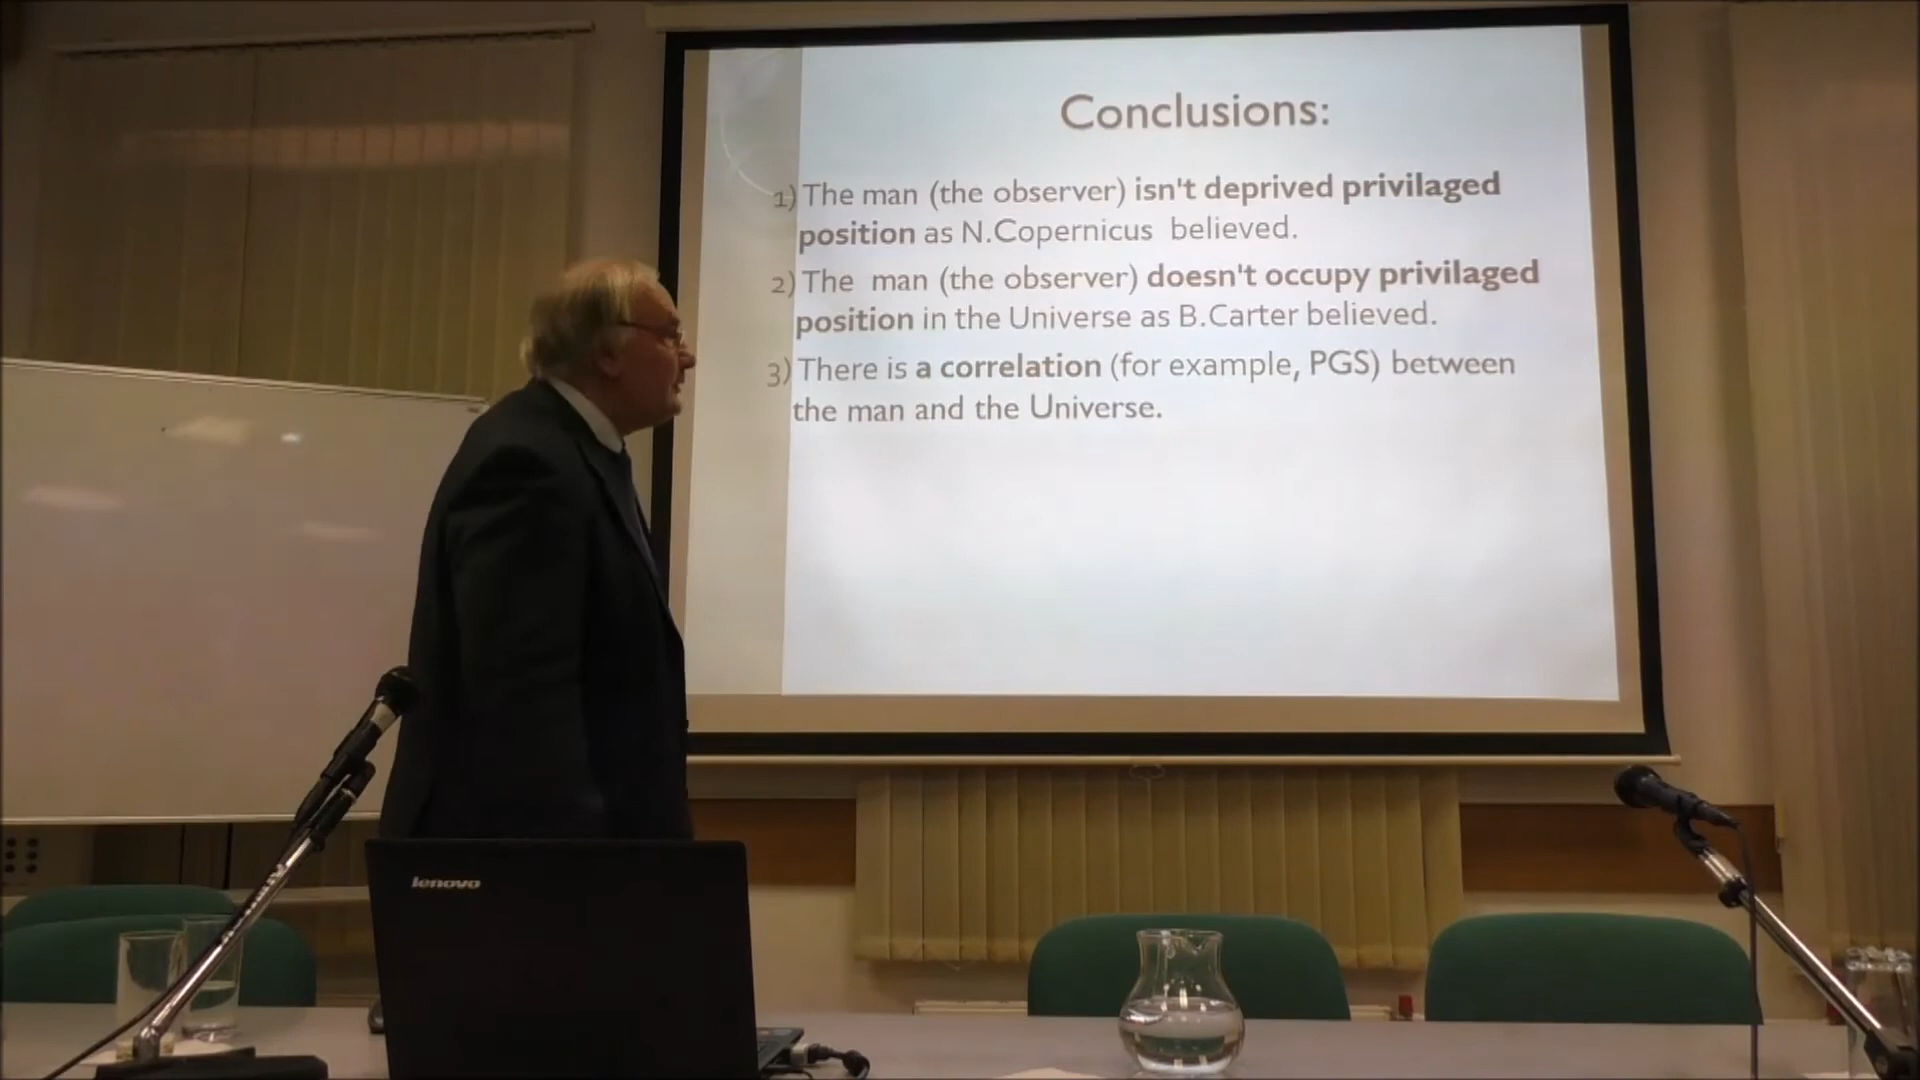 Conclusions:
1) The man (the observer) isn't deprived privilaged
position as N.Copernicus believed.
2) The man (the observer) doesn't occupy privilaged
position in the Universe as B.Carter believed.
3) There is a correlation (for example, PGS) between
the man and the Universe.
lenovo